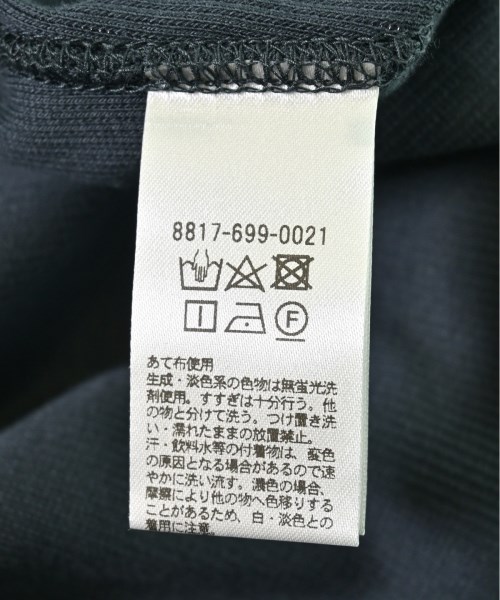 8817-699-0021
F
あて布使用
生成・淡色系の色物は無蛍光洗
剤使用。すすぎは十分行う。他
の物と分けて洗う。つけ置き洗
い・濡れたままの放置禁止。
汗・飲料水等の付着物は、変色
の原因となる場合があるので速
やかに洗い流す。濃色の場合、
摩擦により他の物へ色移りする
ことがあるため、白・淡色との
着用に注意。